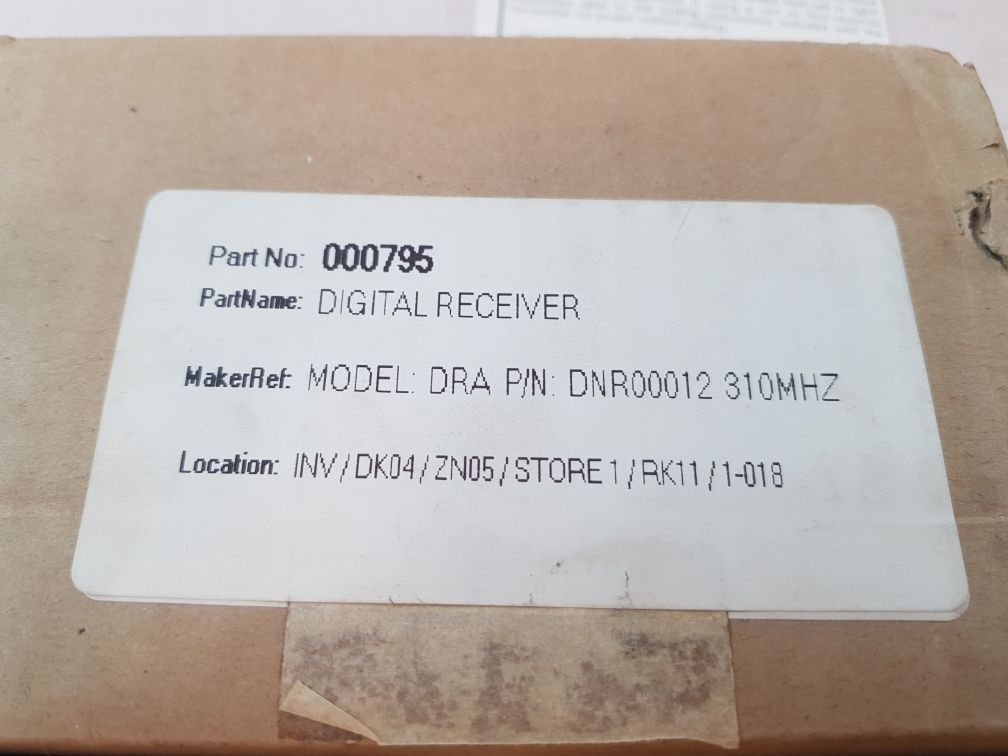 Part No: 000795
PartName: DIGITAL RECEIVER
MakerRef: MODEL: DRA P/N: DNR00012 310MHZ
Location: INV/DK04/ZN05/STORE 1/RK11/1-018